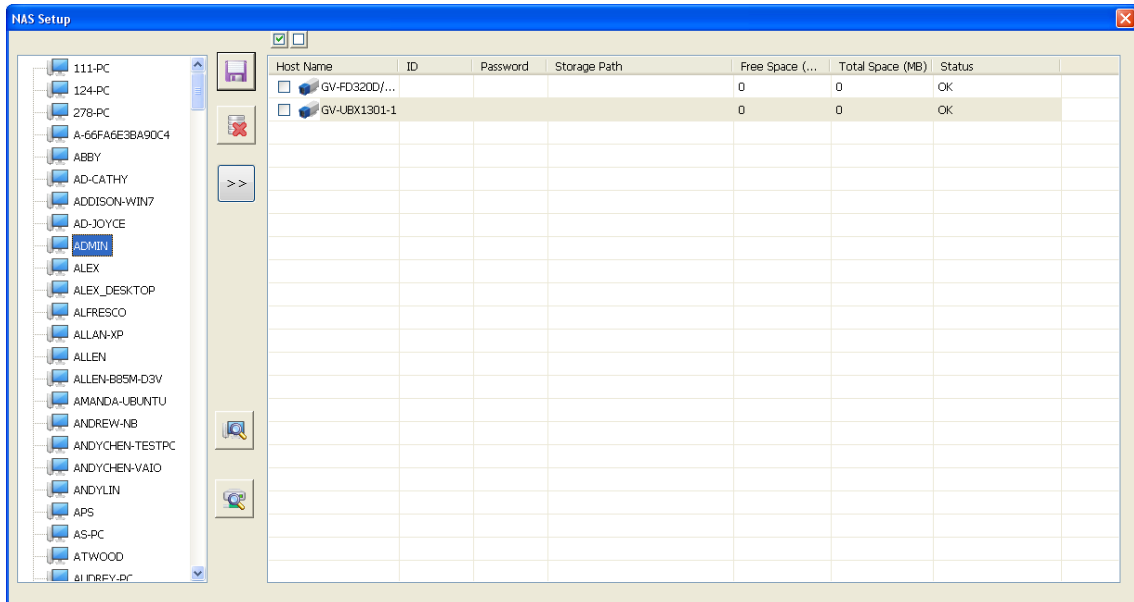 NAS Setup
111-PC
124-PC
278-PC
A-66FA6E3BA90C4
ABBY
AD-CATHY
ADDISON-WIN7
AD-JOYCE
ADMIN
ALEX
ALEX_DESKTOP
ALFRESCO
ALLAN-XP
ALLEN
ALLEN-B85M-D3V
AMANDA-UBUNTU
ANDREW-NB
ANDYCHEN-TESTPC
ANDYCHEN-VAIO
ANDYLIN
APS
AS-PC
ATWOOD
AUDREY-PC
>>
Host Name ID Password Storage Path Free Space (... Total Space (MB) Status
GV-FD320D/... 0 0 OK
GV-UBX1301-1 0 0 OK